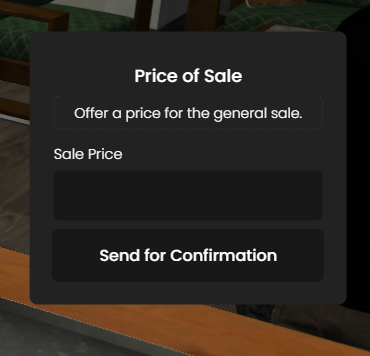 Price of Sale
Offer a price for the general sale.
Sale Price
Send for Confirmation